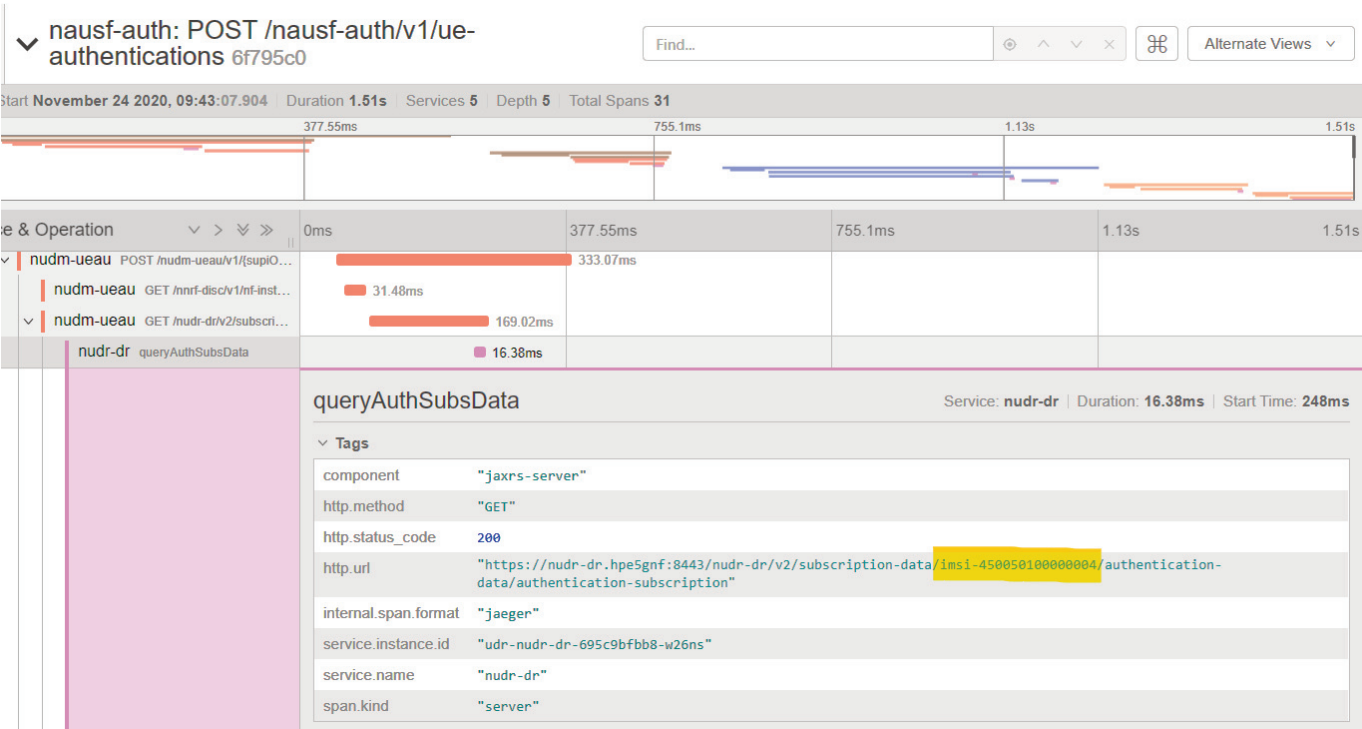 nausf-auth: POST /nausf-auth/v1/ue-
authentications 6f795c0
Find...
Alternate Views
Start November 24 2020, 09:43:07.904 Duration 1.51s Services 5 Depth 5 Total Spans 31
377.55ms 755.1ms 1.13s 1.51s
e & Operation 0ms 377.55ms 755.1ms 1.13s 1.51s
nudm-ueau POST /nudm-ueau/v1/{supiO... 333.07ms
nudm-ueau GET /nnrf-disc/v1/nf-inst... 31.48ms
nudm-ueau GET /nudr-dr/v2/subscri... 169.02ms
nudr-dr queryAuthSubsData 16.38ms
queryAuthSubsData Service: nudr-dr Duration: 16.38ms Start Time: 248ms
Tags
component "jaxrs-server"
http.method "GET"
http.status_code 200
http.url "https://nudr-dr.hpe5gnf:8443/nudr-dr/v2/subscription-data/imsi-450050100000004/authentication-
data/authentication-subscription"
internal.span.format "jaeger"
service.instance.id "udr-nudr-dr-695c9bfbb8-w26ns"
service.name "nudr-dr"
span.kind "server"